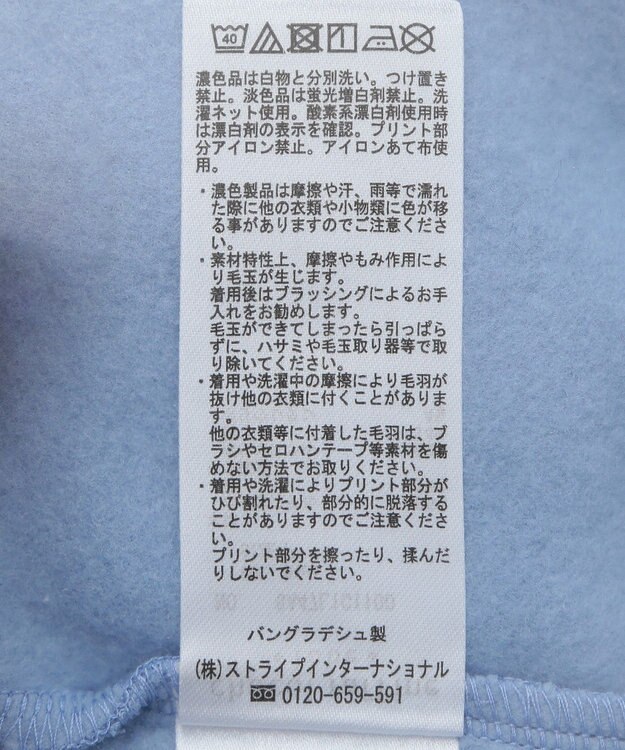 40
濃色品は白物と分別洗い。つけ置き
禁止。淡色品は蛍光増白剤禁止。洗
濯ネット使用。酸素系漂白剤使用時
は漂白剤の表示を確認。プリント部
分アイロン禁止。アイロンあて布使
用。
・濃色製品は摩擦や汗、雨等で濡れ
た際に他の衣類や小物類に色が移
る事がありますのでご注意くださ
い。
・素材特性上、摩擦やもみ作用によ
り毛玉が生じます。
着用後はブラッシングによるお手
入れをお勧めします。
毛玉ができてしまったら引っぱら
ずに、ハサミや毛玉取り器等で取
り除いてください。
・着用や洗濯中の摩擦により毛羽が
抜け他の衣類に付くことがありま
す。
他の衣類等に付着した毛羽は、ブ
ラシやセロハンテープ等素材を傷
めない方法でお取りください。
・着用や洗濯によりプリント部分が
ひび割れたり、部分的に脱落する
ことがありますのでご注意くださ
い。
プリント部分を擦ったり、揉んだ
りしないでください。
バングラデシュ製
(株)ストライプインターナショナル
0120-659-591